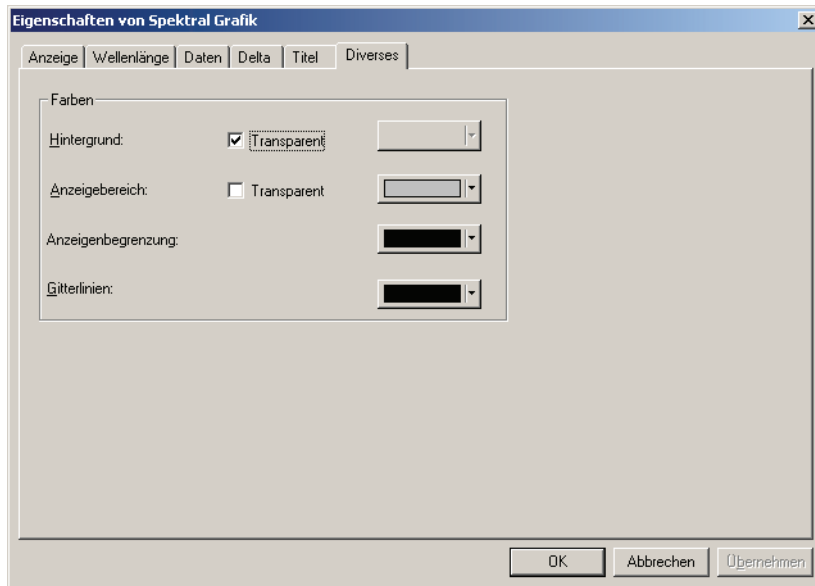 Eigenschaften von Spektral Grafik
Anzeige Wellenlänge Daten Delta Titel Diverses
Farben
Hintergrund: Transparent
Anzeigebereich: Transparent
Anzeigenbegrenzung:
Gitterlinien:
OK Abbrechen Übernehmen